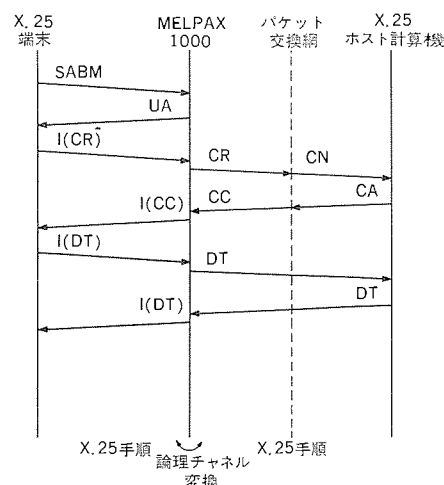 X.25
端末
MELPAX
1000
パケット
交換網
X.25
ホスト計算機
SABM
UA
I(CR)
CR
CN
CA
CC
I(CC)
I(DT)
DT
DT
I(DT)
X.25手順
X.25手順
論理チャネル
変換